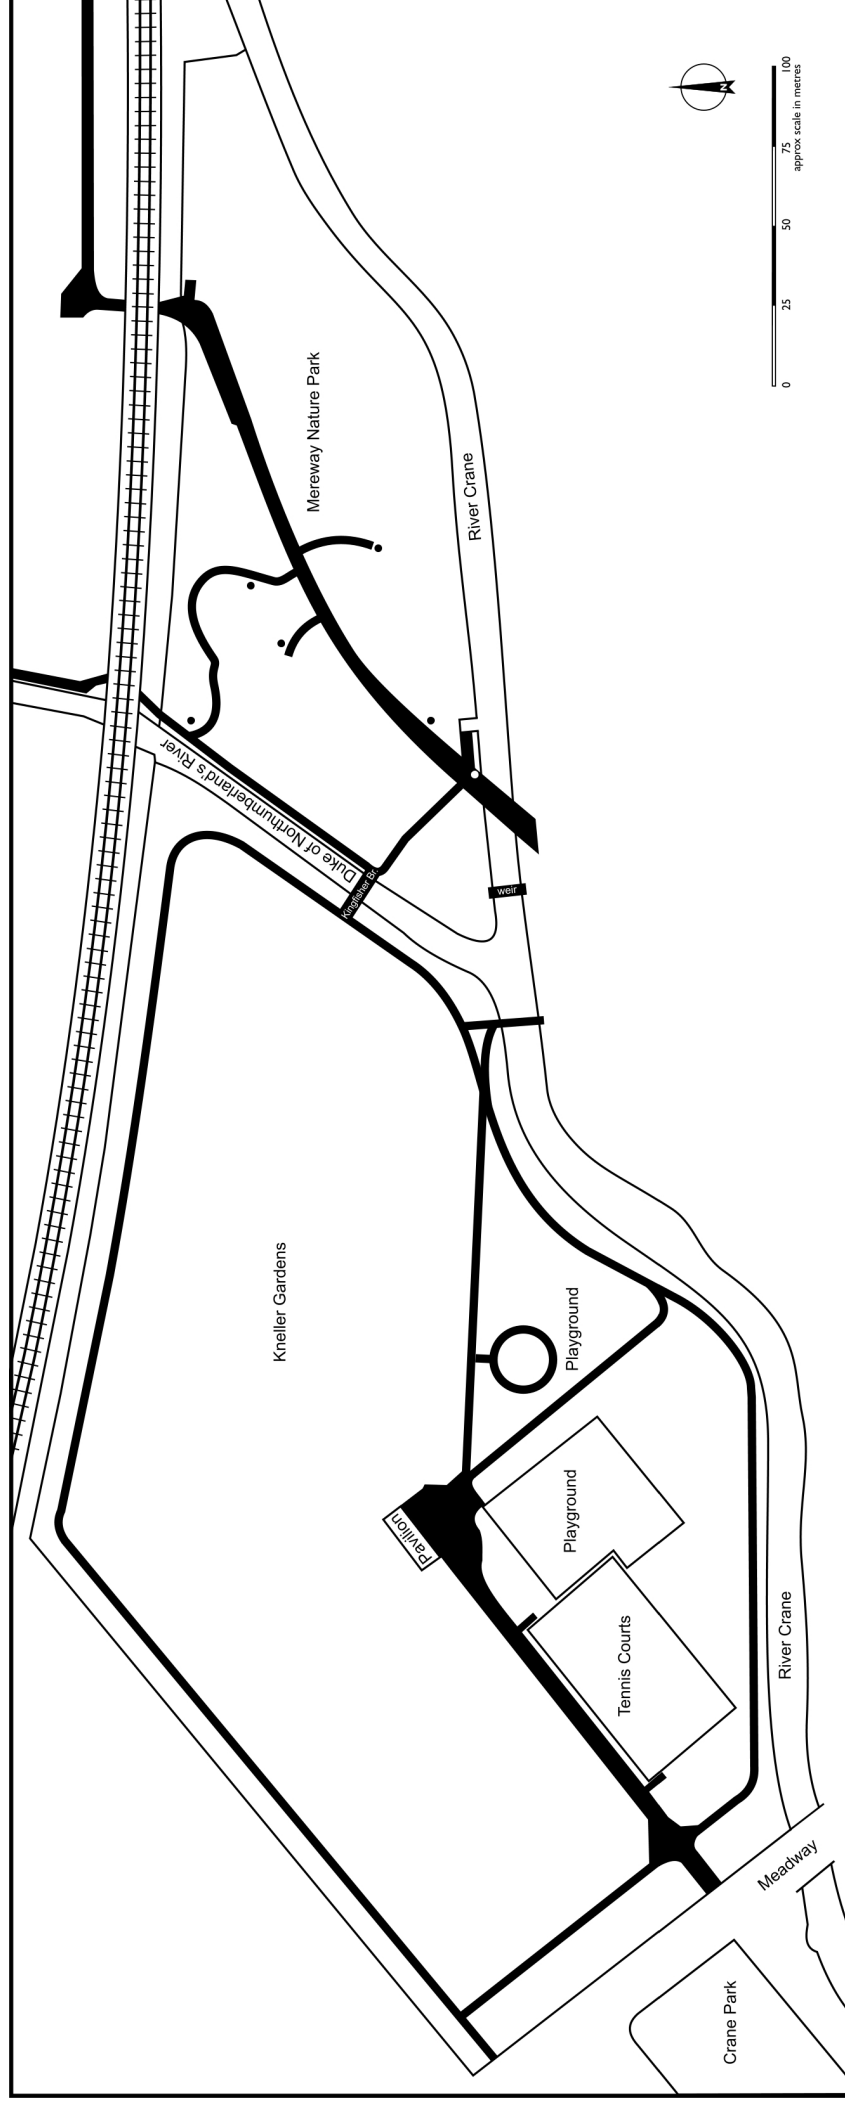 Mereway Nature Park
River Crane
Duke of Northumberland's River
Kingfisher Br.
weir
Kneller Gardens
Playground
Playground
Pavilion
Tennis Courts
River Crane
Meadway
Crane Park
N
0 25 50 75 100
approx scale in metres